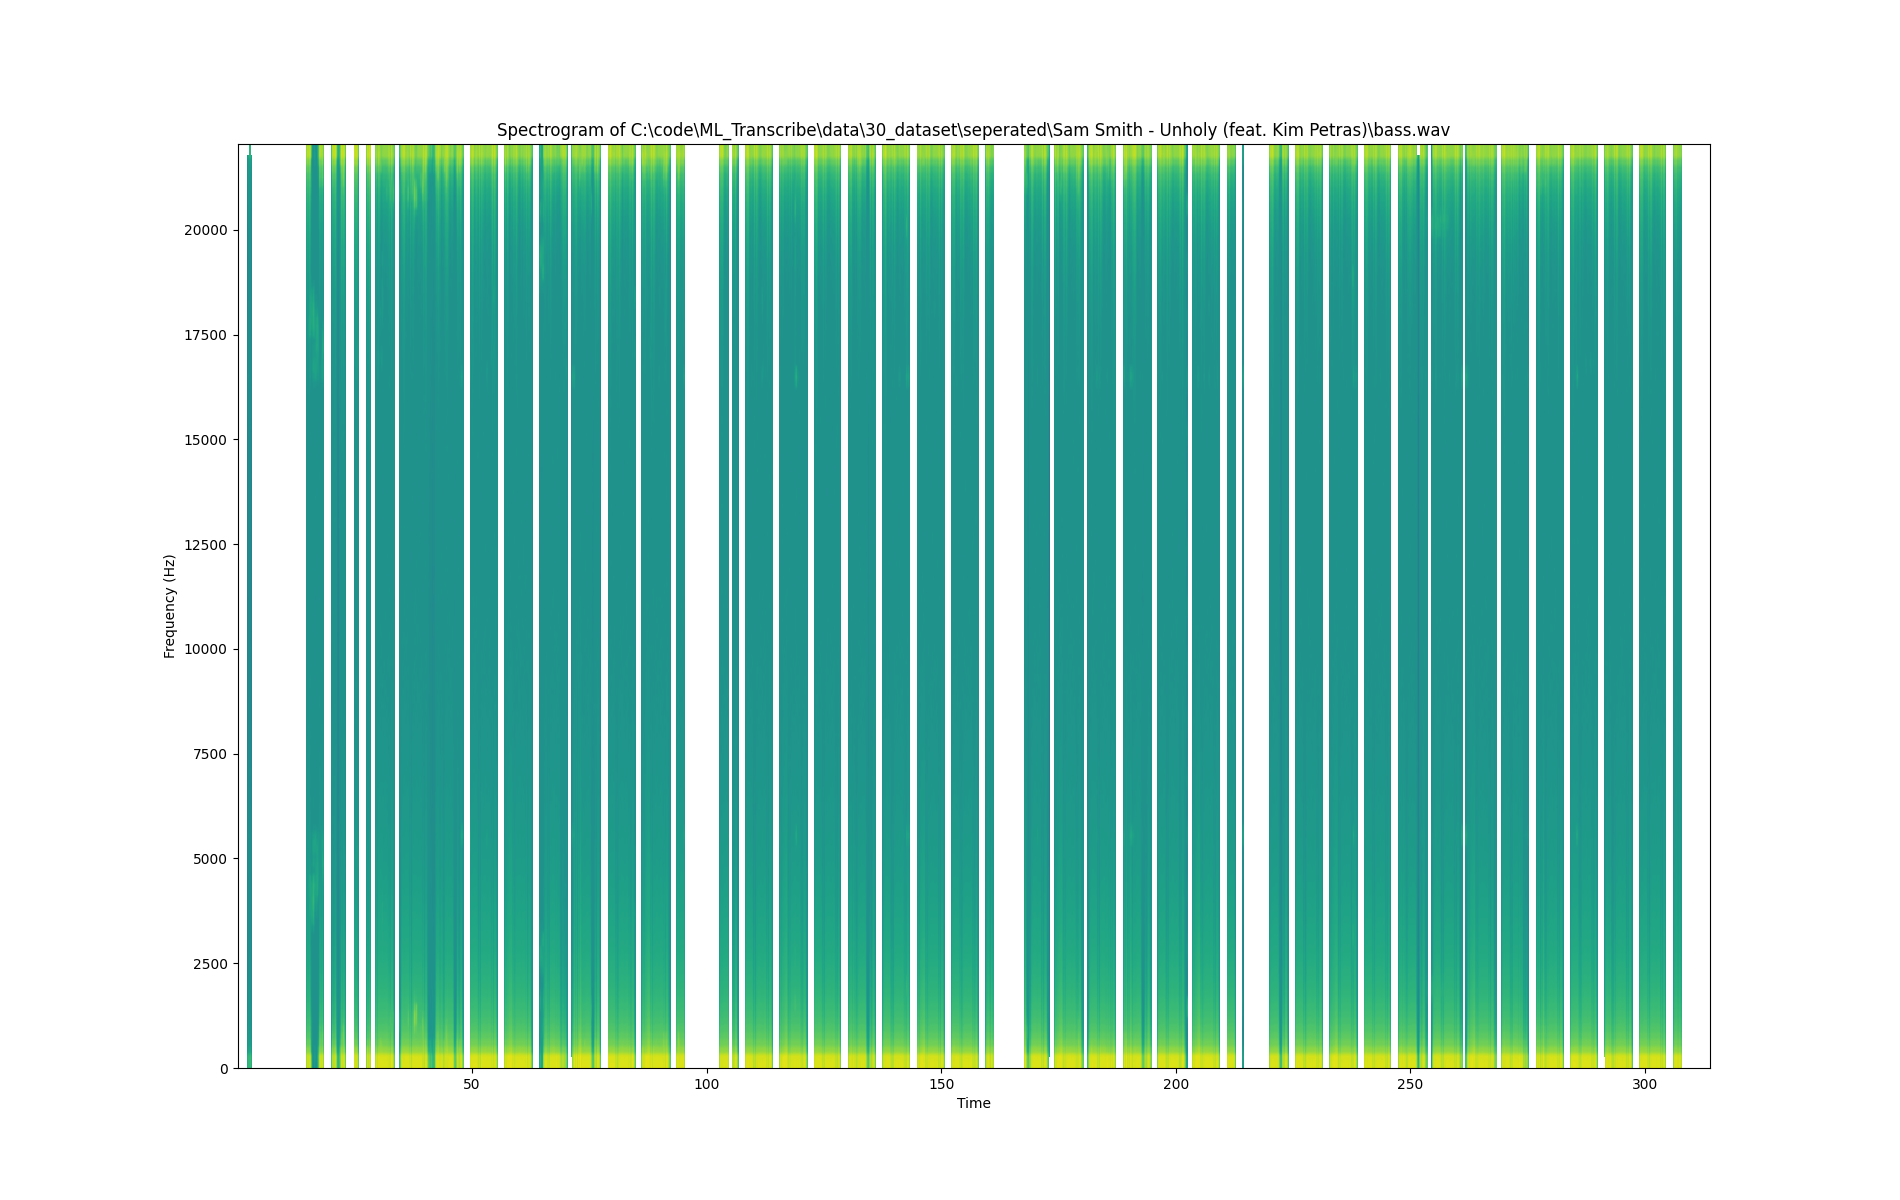 Spectrogram of C:\code\ML_Transcribe\data\30_dataset\seperated\Sam Smith - Unholy (feat. Kim Petras)\bass.wav
20000
17500
15000
12500
10000
7500
5000
2500
0
Frequency (Hz)
50 100 150 200 250 300
Time